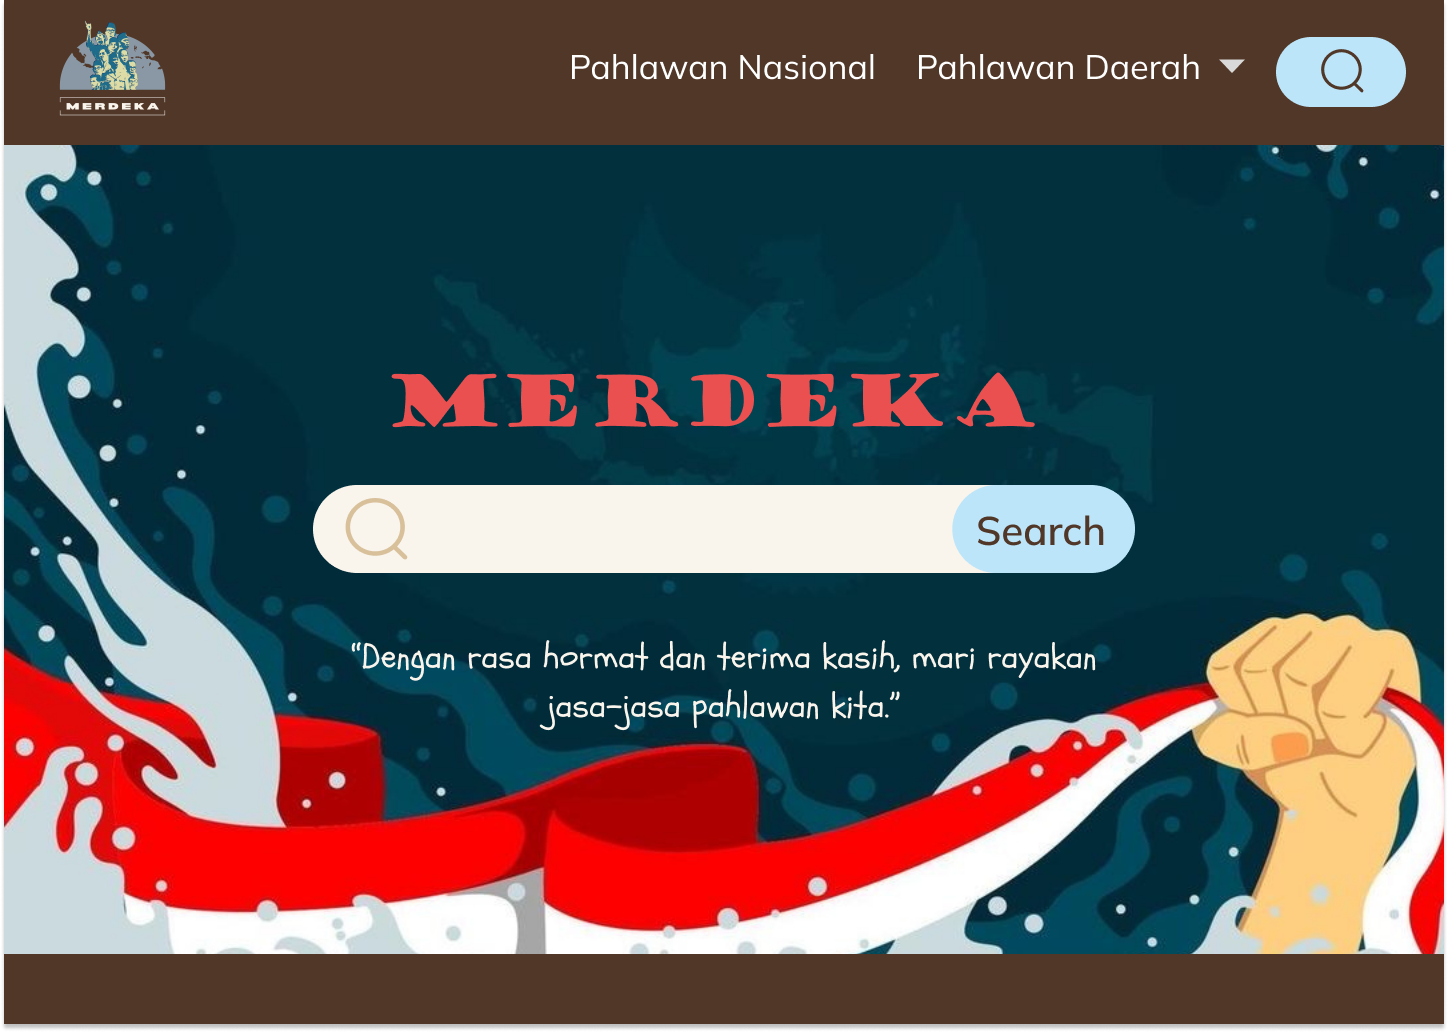 MERDEKA
Pahlawan Nasional
Pahlawan Daerah
MERDEKA
Search
“Dengan rasa hormat dan terima kasih, mari rayakan
jasa-jasa pahlawan kita.”